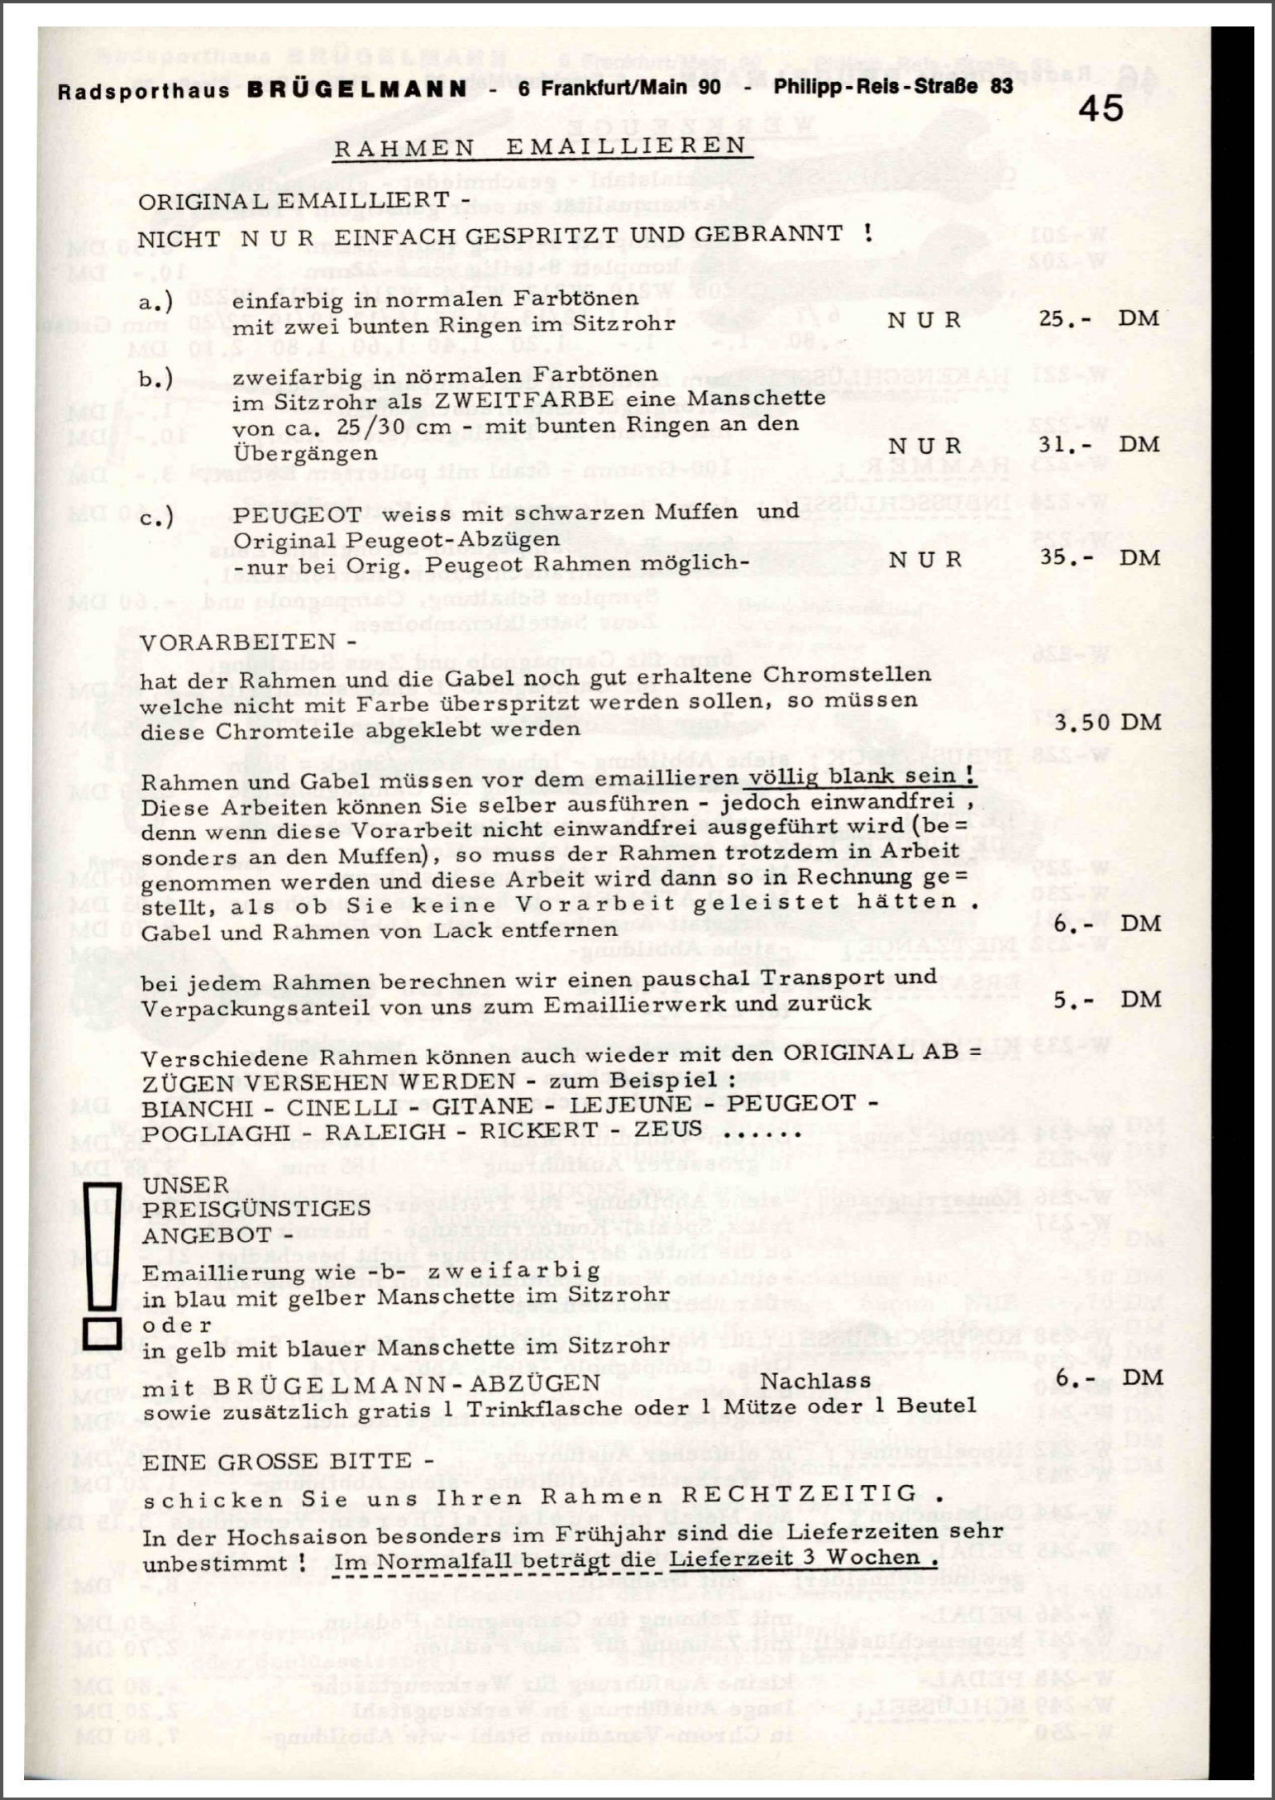 Radsporthaus BRÜGELMANN - 6 Frankfurt/Main 90 - Philipp-Reis-Straße 83
45
RAHMEN EMAILLIEREN
ORIGINAL EMAILLIERT -
NICHT N U R EINFACH GESPRITZT UND GEBRANNT !
a.) einfarbig in normalen Farbtönen
mit zwei bunten Ringen im Sitzrohr N U R 25.- DM
b.) zweifarbig in nörmalen Farbtönen
im Sitzrohr als ZWEITFARBE eine Manschette
von ca. 25/30 cm - mit bunten Ringen an den
Übergängen N U R 31.- DM
c.) PEUGEOT weiss mit schwarzen Muffen und
Original Peugeot-Abzügen
-nur bei Orig. Peugeot Rahmen möglich- N U R 35.- DM
VORARBEITEN -
hat der Rahmen und die Gabel noch gut erhaltene Chromstellen
welche nicht mit Farbe überspritzt werden sollen, so müssen
diese Chromteile abgeklebt werden 3.50 DM
Rahmen und Gabel müssen vor dem emaillieren völlig blank sein !
Diese Arbeiten können Sie selber ausführen - jedoch einwandfrei ,
denn wenn diese Vorarbeit nicht einwandfrei ausgeführt wird (be=
sonders an den Muffen), so muss der Rahmen trotzdem in Arbeit
genommen werden und diese Arbeit wird dann so in Rechnung ge=
stellt, als ob Sie keine Vorarbeit geleistet hätten .
Gabel und Rahmen von Lack entfernen 6.- DM
bei jedem Rahmen berechnen wir einen pauschal Transport und
Verpackungsanteil von uns zum Emaillierwerk und zurück 5.- DM
Verschiedene Rahmen können auch wieder mit den ORIGINAL AB =
ZÜGEN VERSEHEN WERDEN - zum Beispiel :
BIANCHI - CINELLI - GITANE - LEJEUNE - PEUGEOT -
POGLIAGHI - RALEIGH - RICKERT - ZEUS ......
!
UNSER
PREISGÜNSTIGES
ANGEBOT -
Emaillierung wie -b- zweifarbig
in blau mit gelber Manschette im Sitzrohr
oder
in gelb mit blauer Manschette im Sitzrohr
mit BRÜGELMANN-ABZÜGEN Nachlass 6.- DM
sowie zusätzlich gratis 1 Trinkflasche oder 1 Mütze oder 1 Beutel
EINE GROSSE BITTE -
schicken Sie uns Ihren Rahmen RECHTZEITIG .
In der Hochsaison besonders im Frühjahr sind die Lieferzeiten sehr
unbestimmt ! Im Normalfall beträgt die Lieferzeit 3 Wochen .